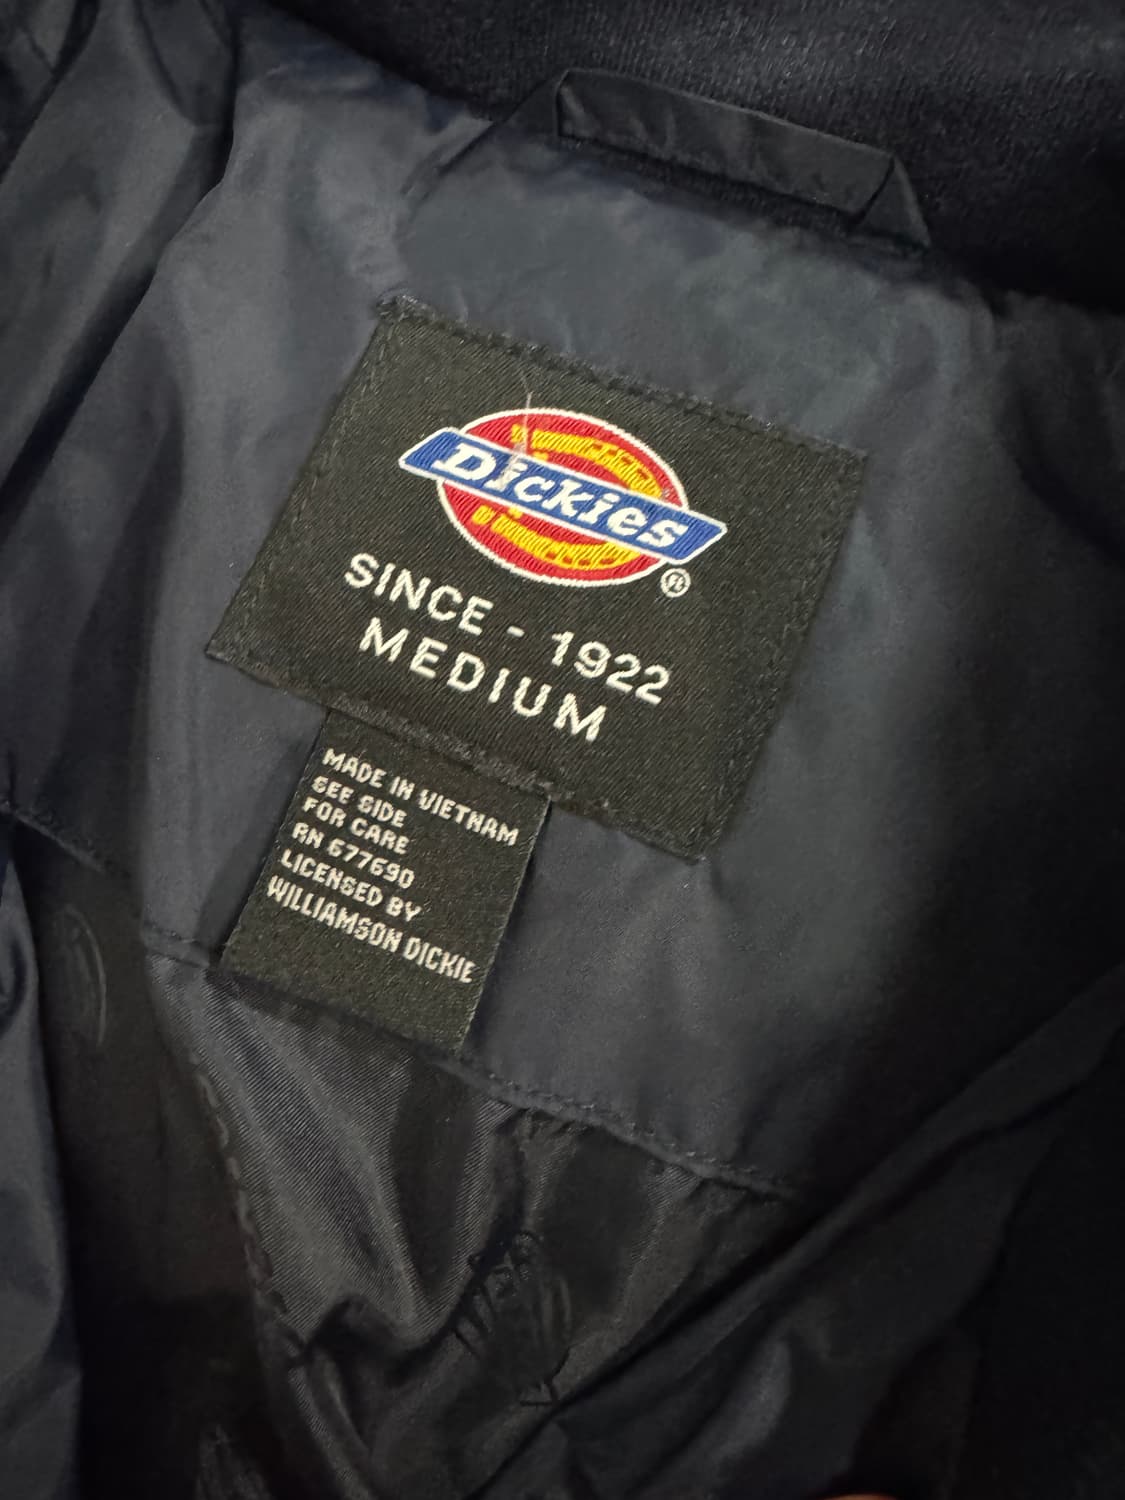 Dickies
®
SINCE - 1922
MEDIUM
MADE IN VIETNAM
SEE SIDE
FOR CARE
RN 677690
LICENSED BY
WILLIAMSON DICKIE